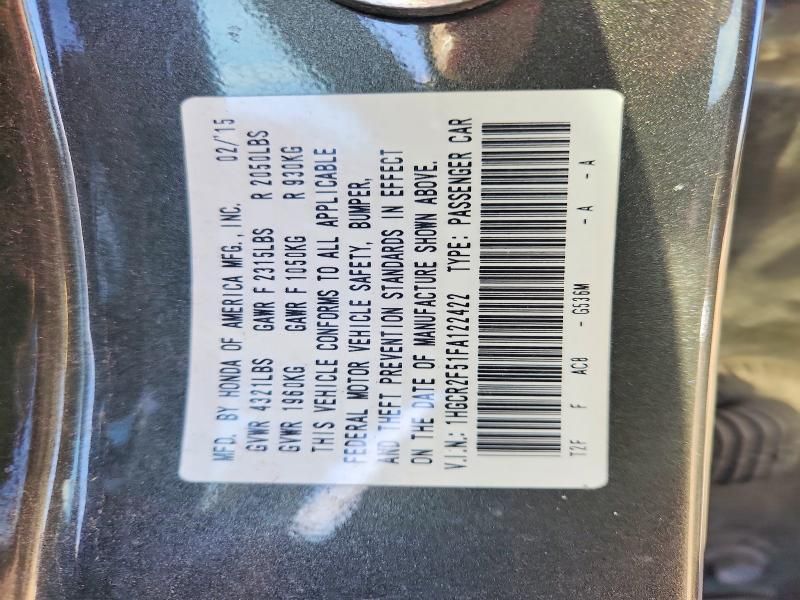 MFD. BY HONDA OF AMERICA MFG., INC. 02/'15
GVWR 4321LBS GAWR F 2315LBS R 2050LBS
GVWR 1960KG GAWR F 1050KG R 930KG
THIS VEHICLE CONFORMS TO ALL APPLICABLE
FEDERAL MOTOR VEHICLE SAFETY, BUMPER,
AND THEFT PREVENTION STANDARDS IN EFFECT
ON THE DATE OF MANUFACTURE SHOWN ABOVE.
V.I.N.: 1HGCR2F51FA122422 TYPE: PASSENGER CAR
T2F F AC8 - G536M - A - A